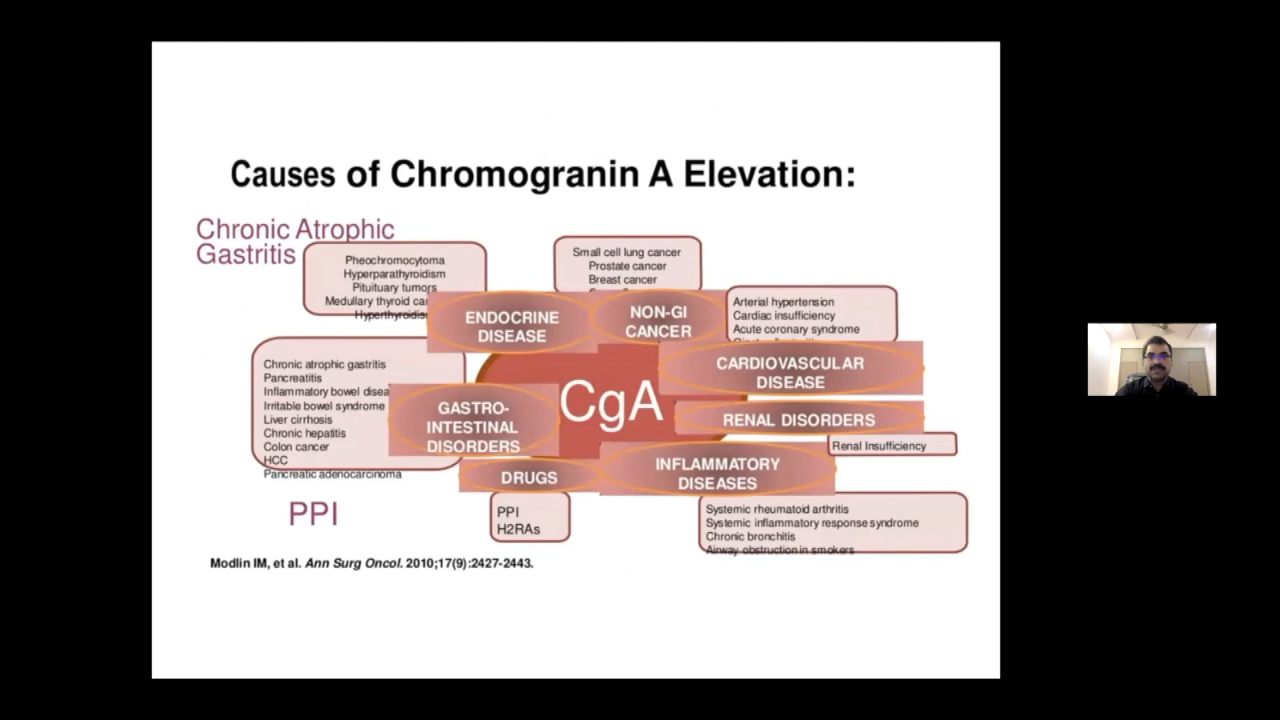 Causes of Chromogranin A Elevation:
Chronic Atrophic
Gastritis
Pheochromocytoma
Hyperparathyroidism
Pituituary tumors
Medullary thyroid
Small cell lung cancer
Prostate cancer
Breast cancer
ENDOCRINE
DISEASE
NON-GI
CANCER
Arterial hypertension
Cardiac insufficiency
Acute coronary syndrome
CARDIOVASCULAR
DISEASE
Chronic atrophic gastritis
Pancreatitis
Inflammatory bowel
Irritable bowel syndrome
Liver cirrhosis
Chronic hepatitis
Colon cancer
HCC
Pancreatic adenocarcinoma
GASTRO-
INTESTINAL
DISORDERS
CgA
RENAL DISORDERS
Renal Insufficiency
DRUGS
PPI
H2RAs
INFLAMMATORY
DISEASES
Systemic rheumatoid arthritis
Systemic inflammatory response syndrome
Chronic bronchitis
Airway obstruction in smokers
PPI
Modlin IM, et al. Ann Surg Oncol. 2010;17(9):2427-2443.